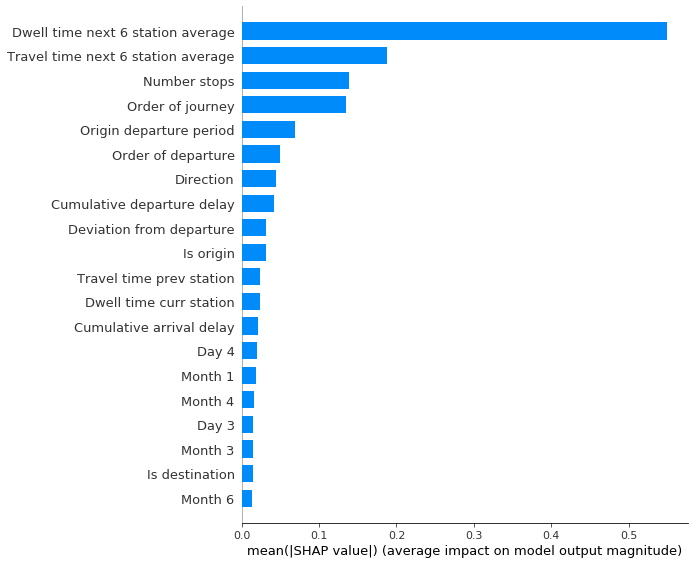 Dwell time next 6 station average
Travel time next 6 station average
Number stops
Order of journey
Origin departure period
Order of departure
Direction
Cumulative departure delay
Deviation from departure
Is origin
Travel time prev station
Dwell time curr station
Cumulative arrival delay
Day 4
Month 1
Month 4
Day 3
Month 3
Is destination
Month 6
0.0 0.1 0.2 0.3 0.4 0.5
mean(|SHAP value|) (average impact on model output magnitude)